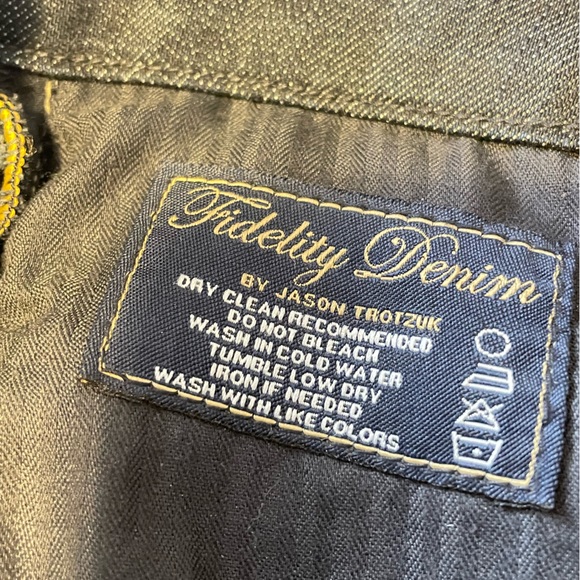 Fidelity Denim
BY JASON TROTZUK
DRY CLEAN RECOMMENDED
DO NOT BLEACH
WASH IN COLD WATER
TUMBLE LOW DRY
IRON IF NEEDED
WASH WITH LIKE COLORS